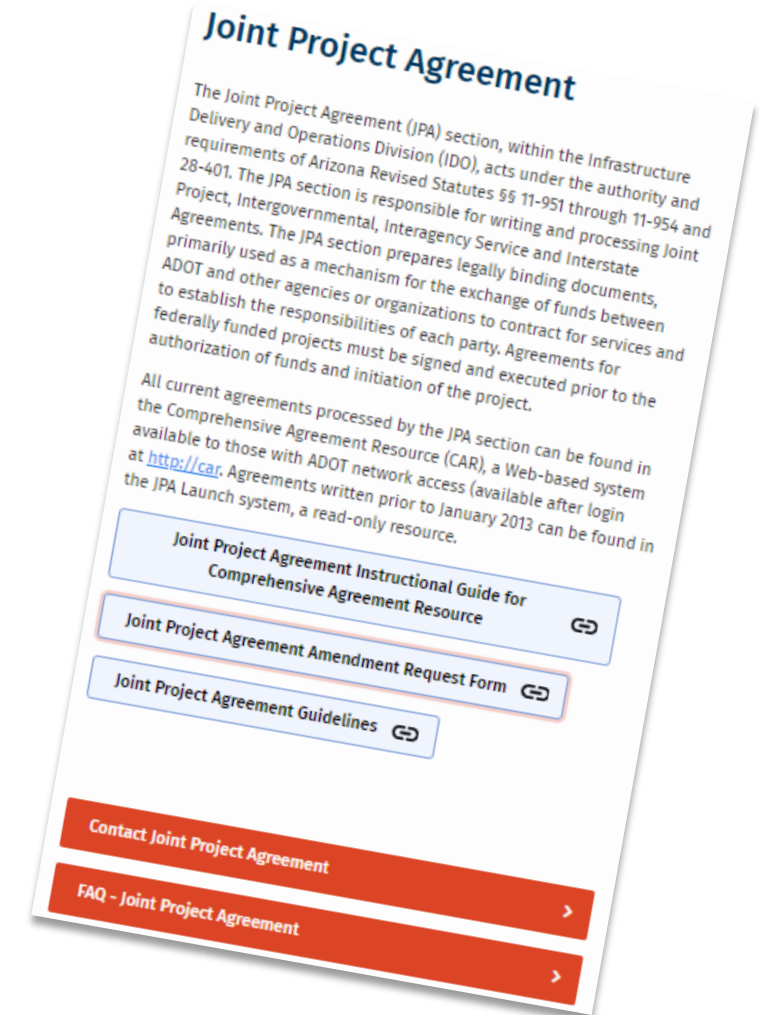 Joint Project Agreement
The Joint Project Agreement (JPA) section, within the Infrastructure
Delivery and Operations Division (IDO), acts under the authority and
requirements of Arizona Revised Statutes §§ 11-951 through 11-954 and
28-401. The JPA section is responsible for writing and processing Joint
Project, Intergovernmental, Interagency Service and Interstate
Agreements. The JPA section prepares legally binding documents,
primarily used as a mechanism for the exchange of funds between
ADOT and other agencies or organizations to contract for services and
to establish the responsibilities of each party. Agreements for
federally funded projects must be signed and executed prior to the
authorization of funds and initiation of the project.
All current agreements processed by the JPA section can be found in
the Comprehensive Agreement Resource (CAR), a Web-based system
available to those with ADOT network access (available after login
at http://car. Agreements written prior to January 2013 can be found in
the JPA Launch system, a read-only resource.
Joint Project Agreement Instructional Guide for
Comprehensive Agreement Resource
Joint Project Agreement Amendment Request Form
Joint Project Agreement Guidelines
Contact Joint Project Agreement
FAQ - Joint Project Agreement